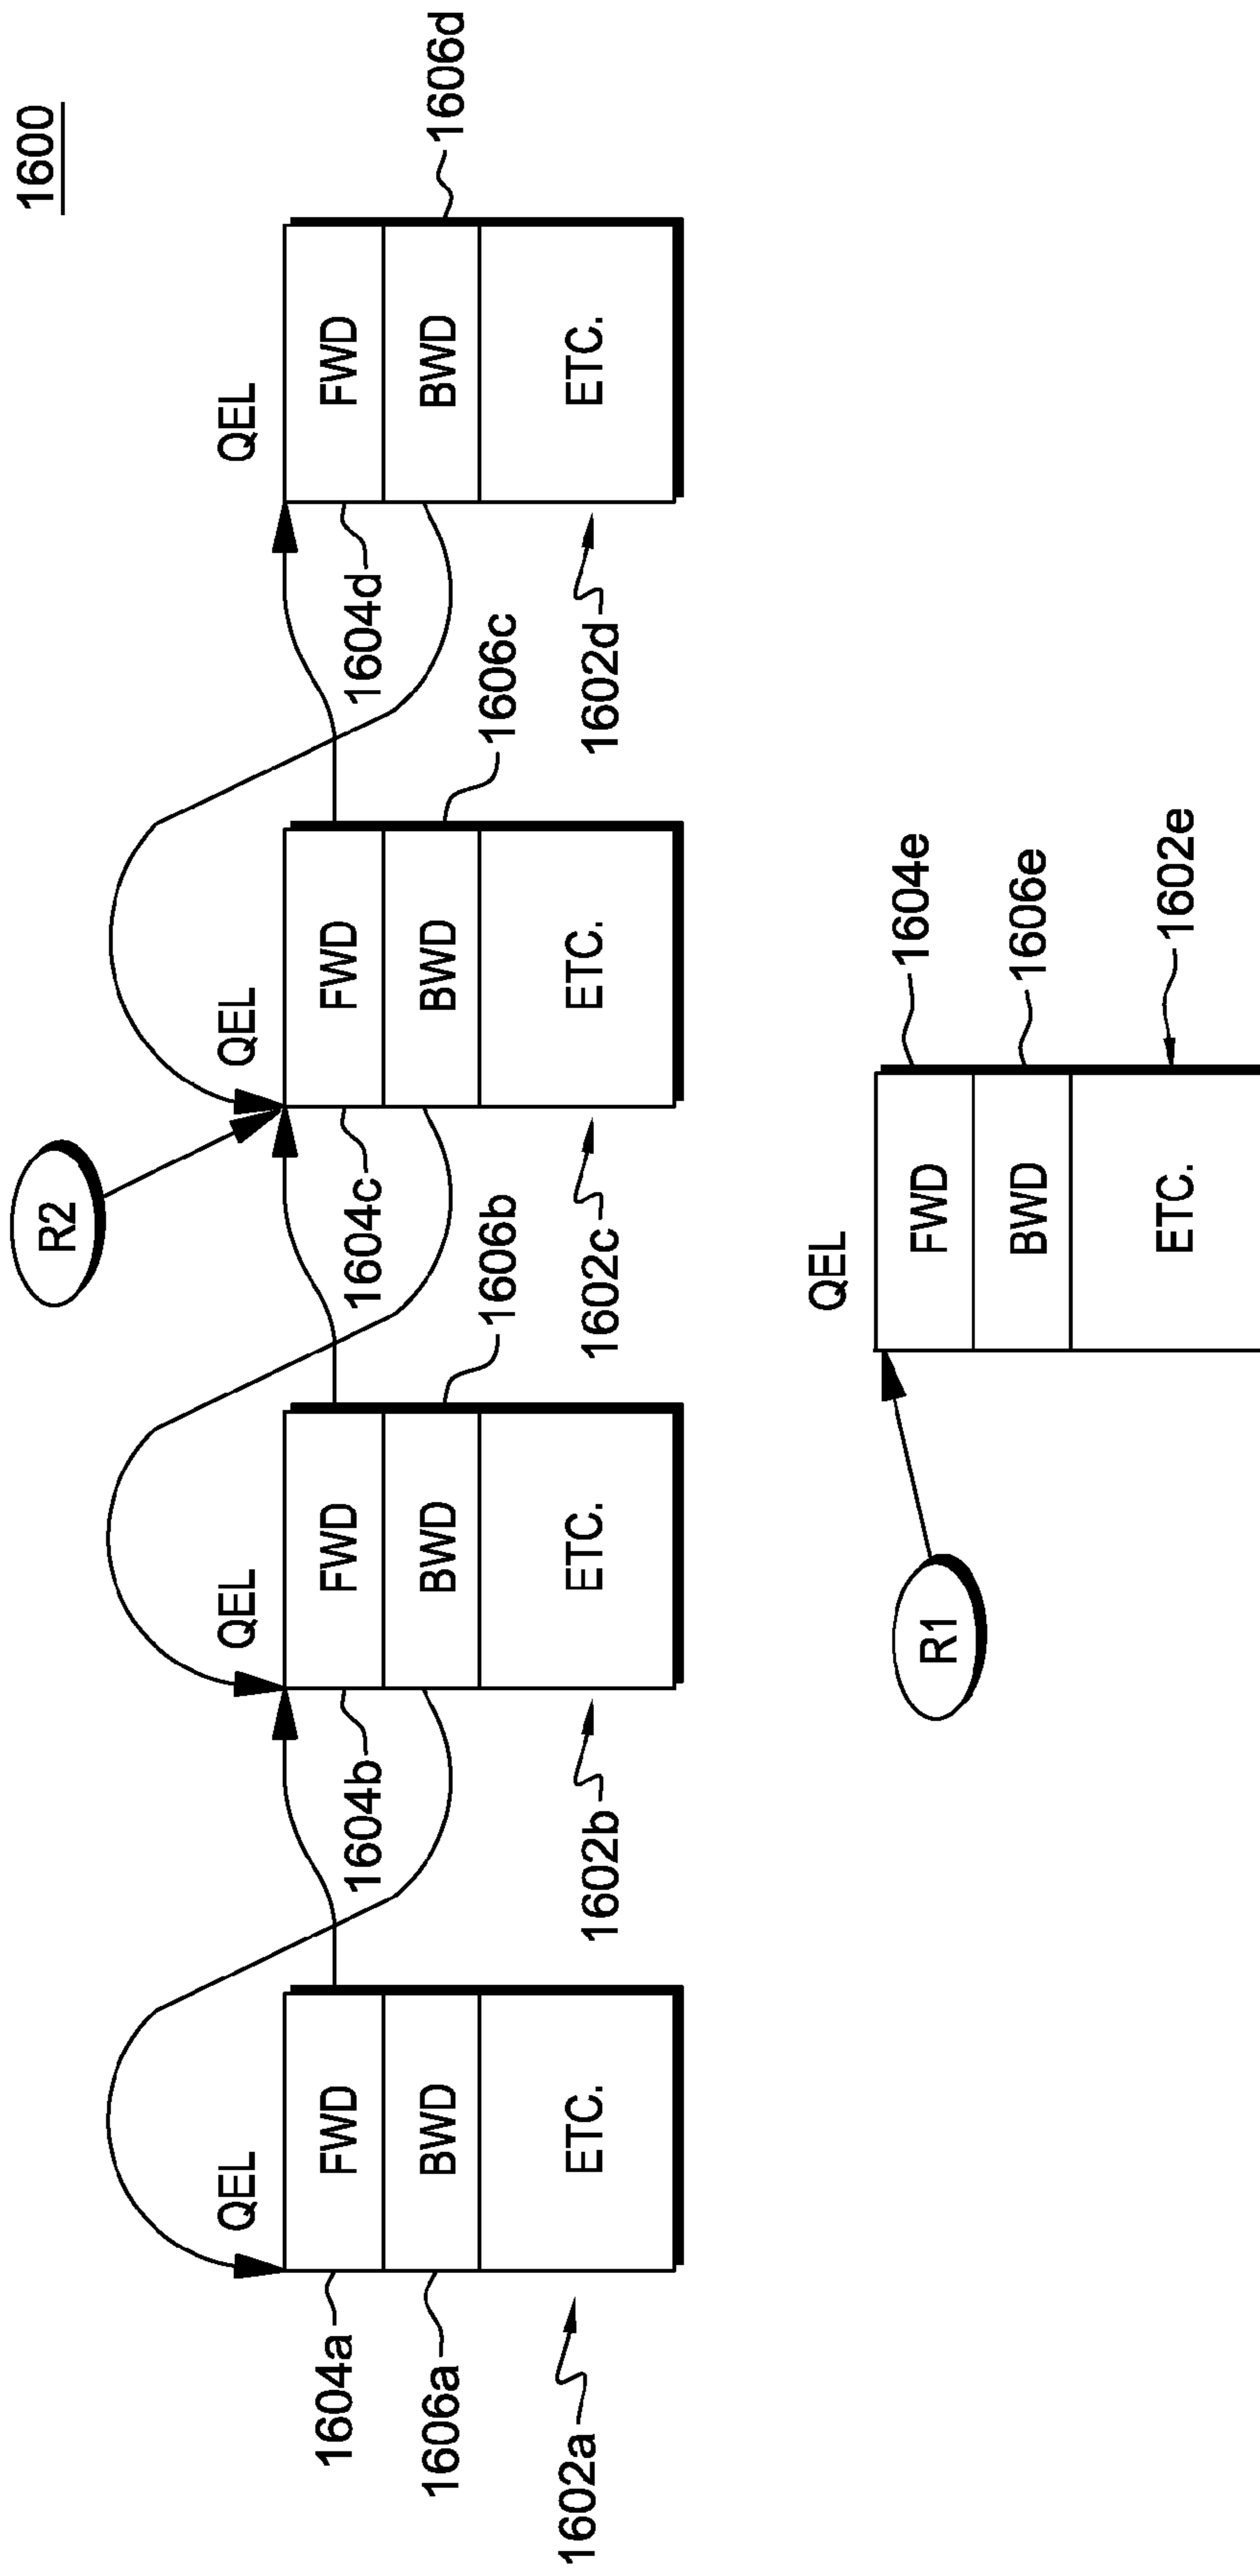 1600
R2
QEL
QEL
QEL
QEL
FWD
FWD
FWD
FWD
BWD
BWD
BWD
BWD
ETC.
ETC.
ETC.
ETC.
1604a
1606a
1602a
1604b
1606b
1602b
1604c
1606c
1602c
1604d
1606d
1602d
R1
QEL
FWD
BWD
ETC.
1604e
1606e
1602e